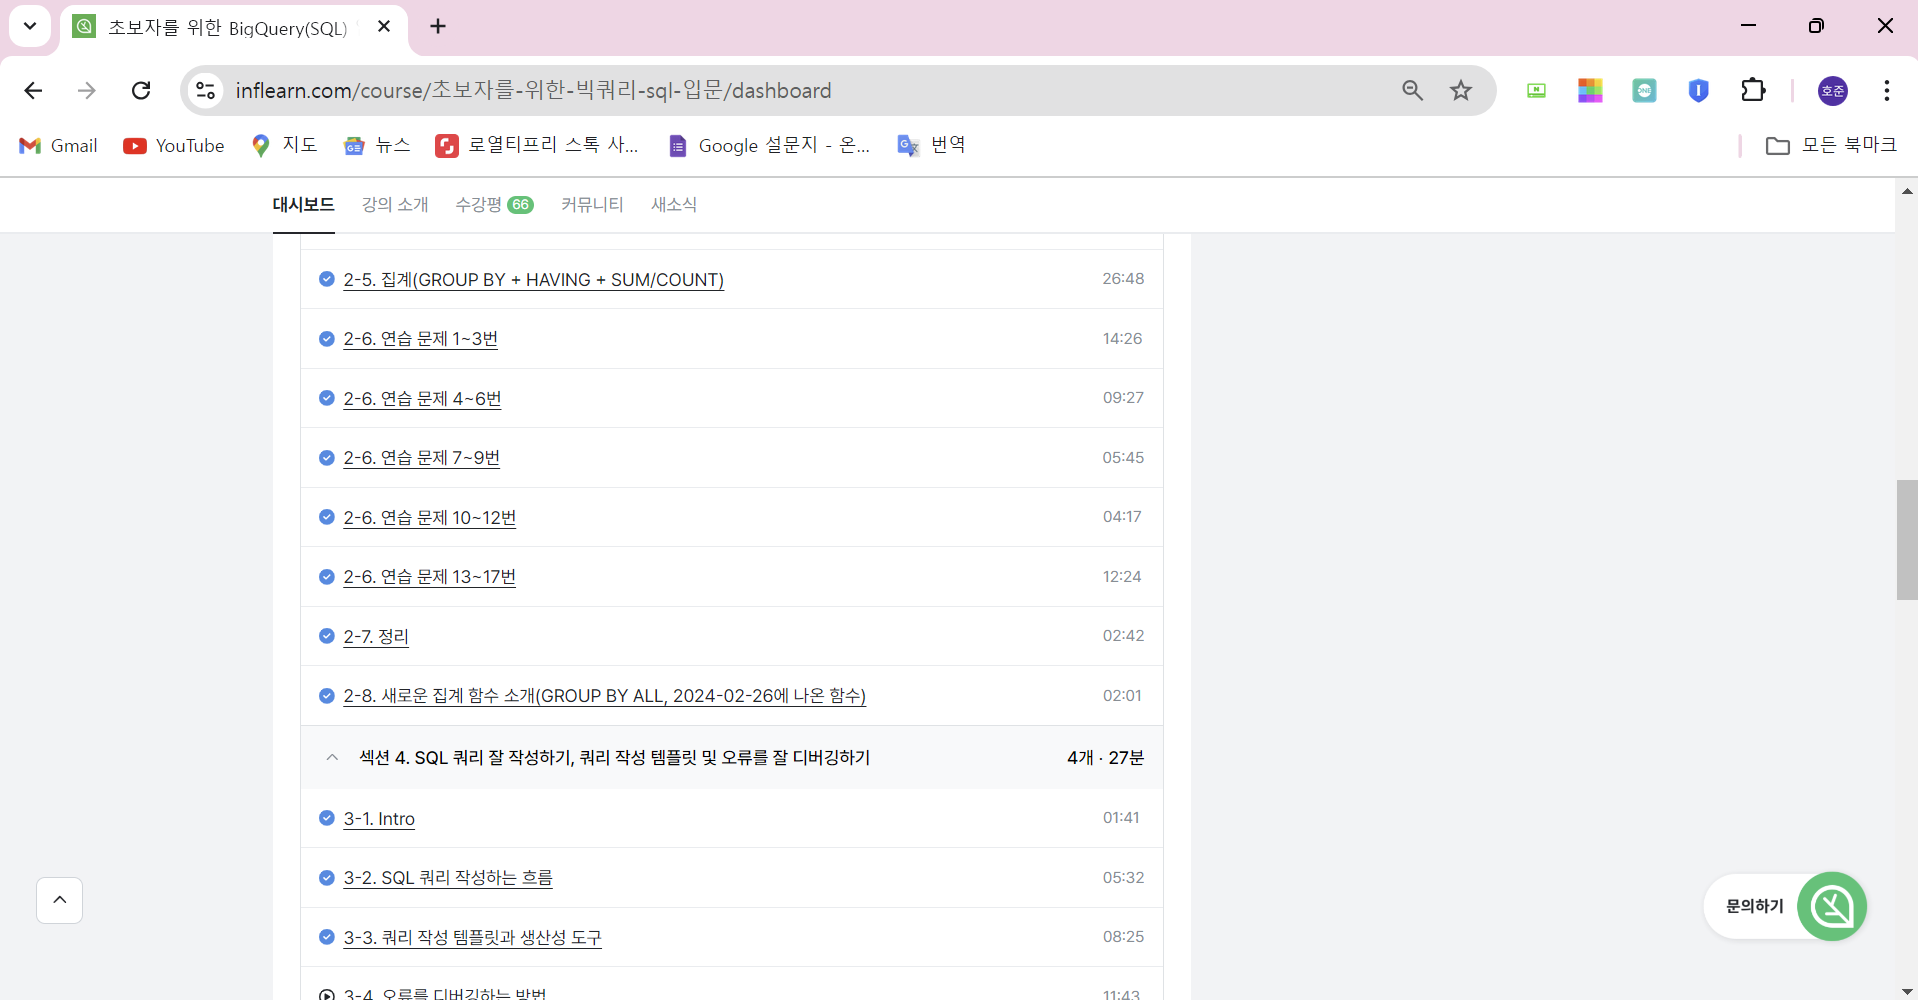 초보자를 위한 BigQuery(SQL)
inflearn.com/course/초보자를-위한-빅쿼리-sql-입문/dashboard
호준
Gmail YouTube 지도 뉴스 로열티프리 스톡 사... Google 설문지 - 온... 번역 모든 북마크
대시보드 강의 소개 수강평 66 커뮤니티 새소식
2-5. 집계(GROUP BY + HAVING + SUM/COUNT) 26:48
2-6. 연습 문제 1~3번 14:26
2-6. 연습 문제 4~6번 09:27
2-6. 연습 문제 7~9번 05:45
2-6. 연습 문제 10~12번 04:17
2-6. 연습 문제 13~17번 12:24
2-7. 정리 02:42
2-8. 새로운 집계 함수 소개(GROUP BY ALL, 2024-02-26에 나온 함수) 02:01
섹션 4. SQL 쿼리 잘 작성하기, 쿼리 작성 템플릿 및 오류를 잘 디버깅하기 4개 · 27분
3-1. Intro 01:41
3-2. SQL 쿼리 작성하는 흐름 05:32
문의하기
3-3. 쿼리 작성 템플릿과 생산성 도구 08:25
3-4. 오류를 디버깅하는 방법 11:43